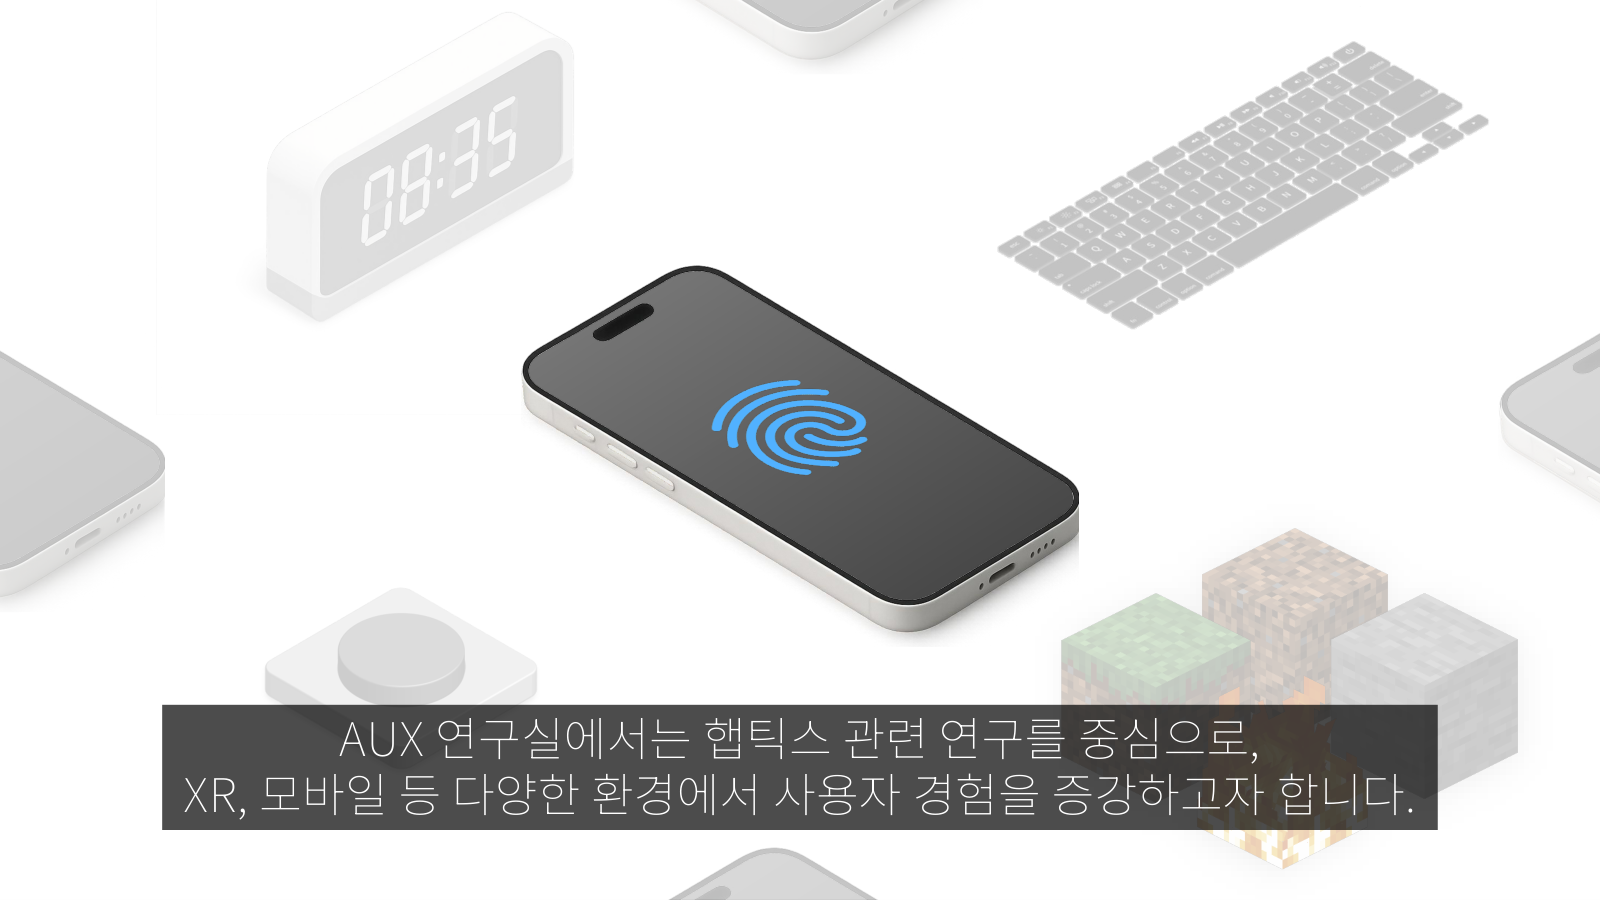 08:35
AUX 연구실에서는 햅틱스 관련 연구를 중심으로,
XR, 모바일 등 다양한 환경에서 사용자 경험을 증강하고자 합니다.